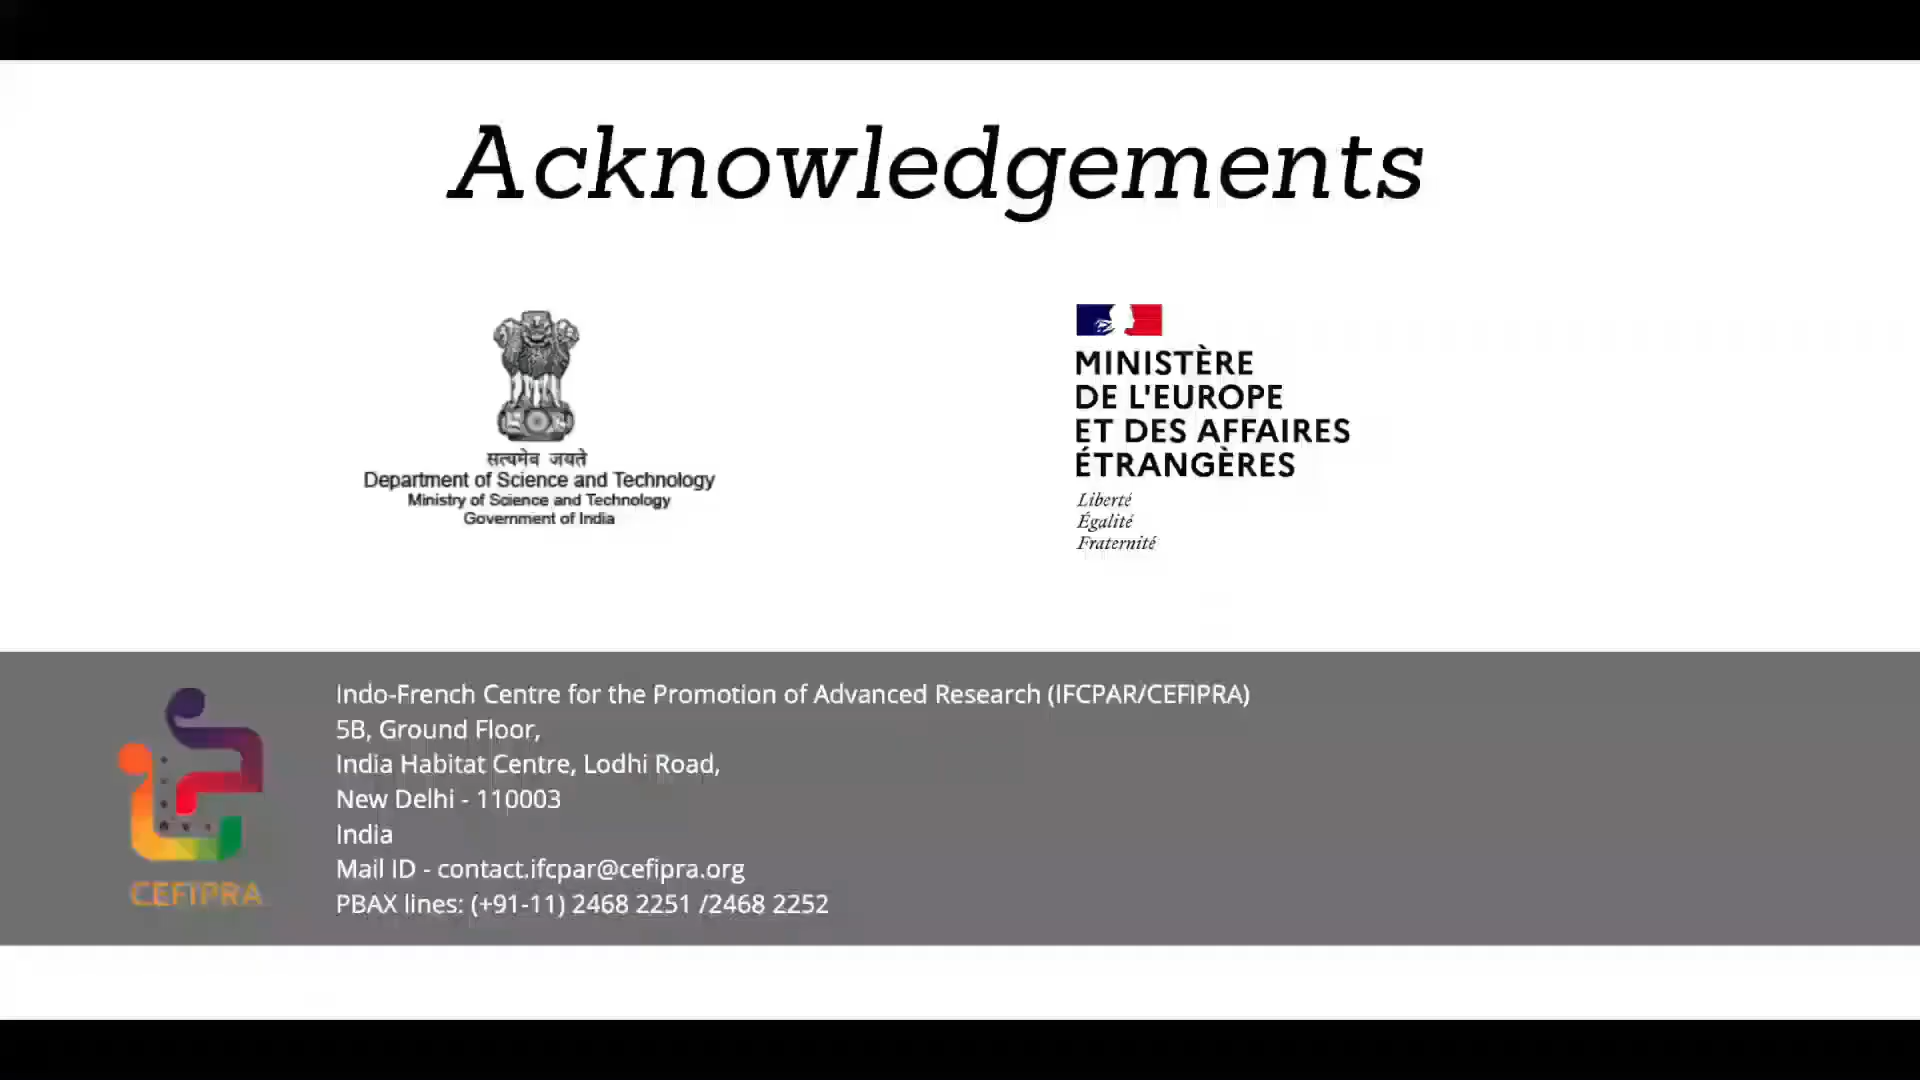 Acknowledgements
सत्यमेव जयते
Department of Science and Technology
Ministry of Science and Technology
Government of India
MINISTÈRE
DE L'EUROPE
ET DES AFFAIRES
ÉTRANGÈRES
Liberté
Égalité
Fraternité
Indo-French Centre for the Promotion of Advanced Research (IFCPAR/CEFIPRA)
5B, Ground Floor,
India Habitat Centre, Lodhi Road,
New Delhi - 110003
India
Mail ID - contact.ifcpar@cefipra.org
PBAX lines: (+91-11) 2468 2251 /2468 2252
CEFIPRA